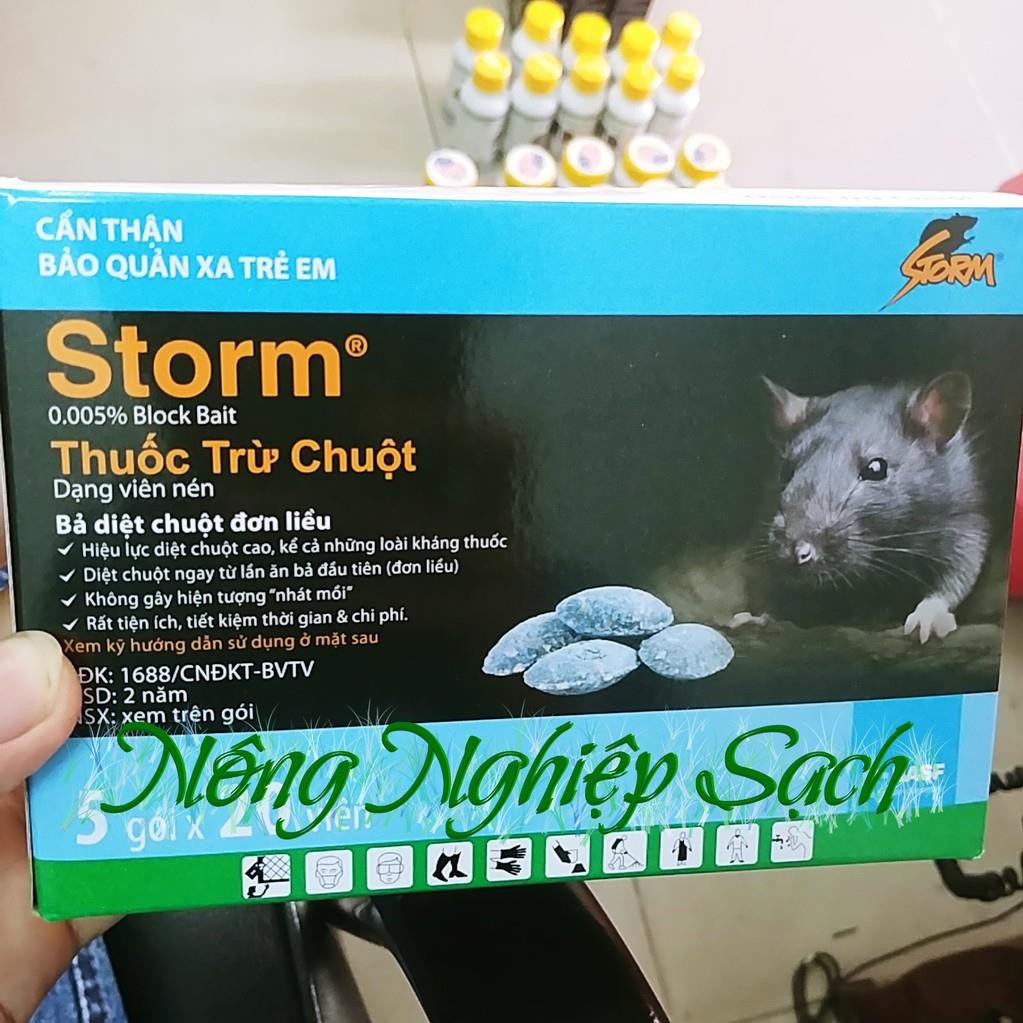 CẨN THẬN
BẢO QUẢN XA TRẺ EM
STORM®
Storm®
0.005% Block Bait
Thuốc Trừ Chuột
Dạng viên nén
Bả diệt chuột đơn liều
✓ Hiệu lực diệt chuột cao, kể cả những loài kháng thuốc
✓ Diệt chuột ngay từ lần ăn bả đầu tiên (đơn liều)
✓ Không gây hiện tượng "nhát mồi"
✓ Rất tiện ích, tiết kiệm thời gian & chi phí.
Xem kỹ hướng dẫn sử dụng ở mặt sau
ĐK: 1688/CNĐKT-BVTV
SD: 2 năm
NSX: xem trên gói
Nông Nghiệp Sạch
5 gói x 20 viên